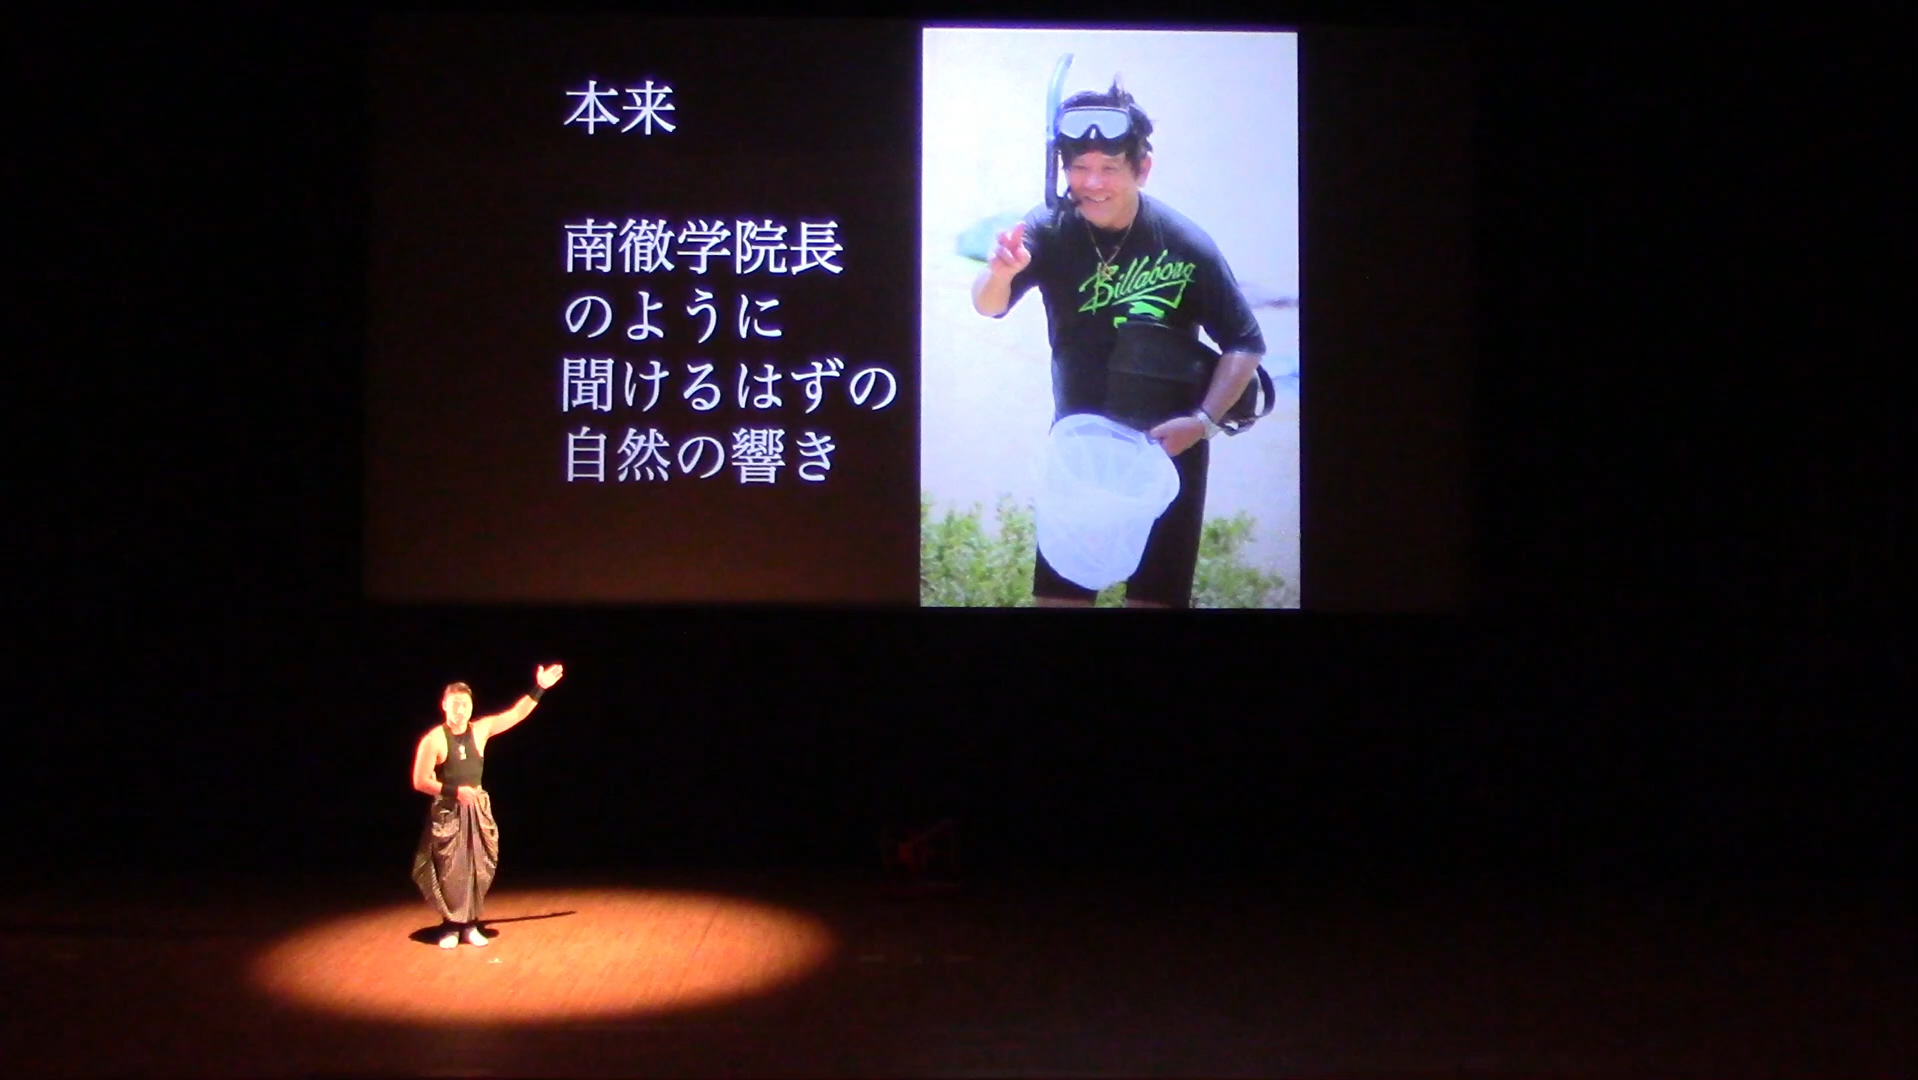 本来
南徹学院長
のように
聞けるはずの
自然の響き
Billabong